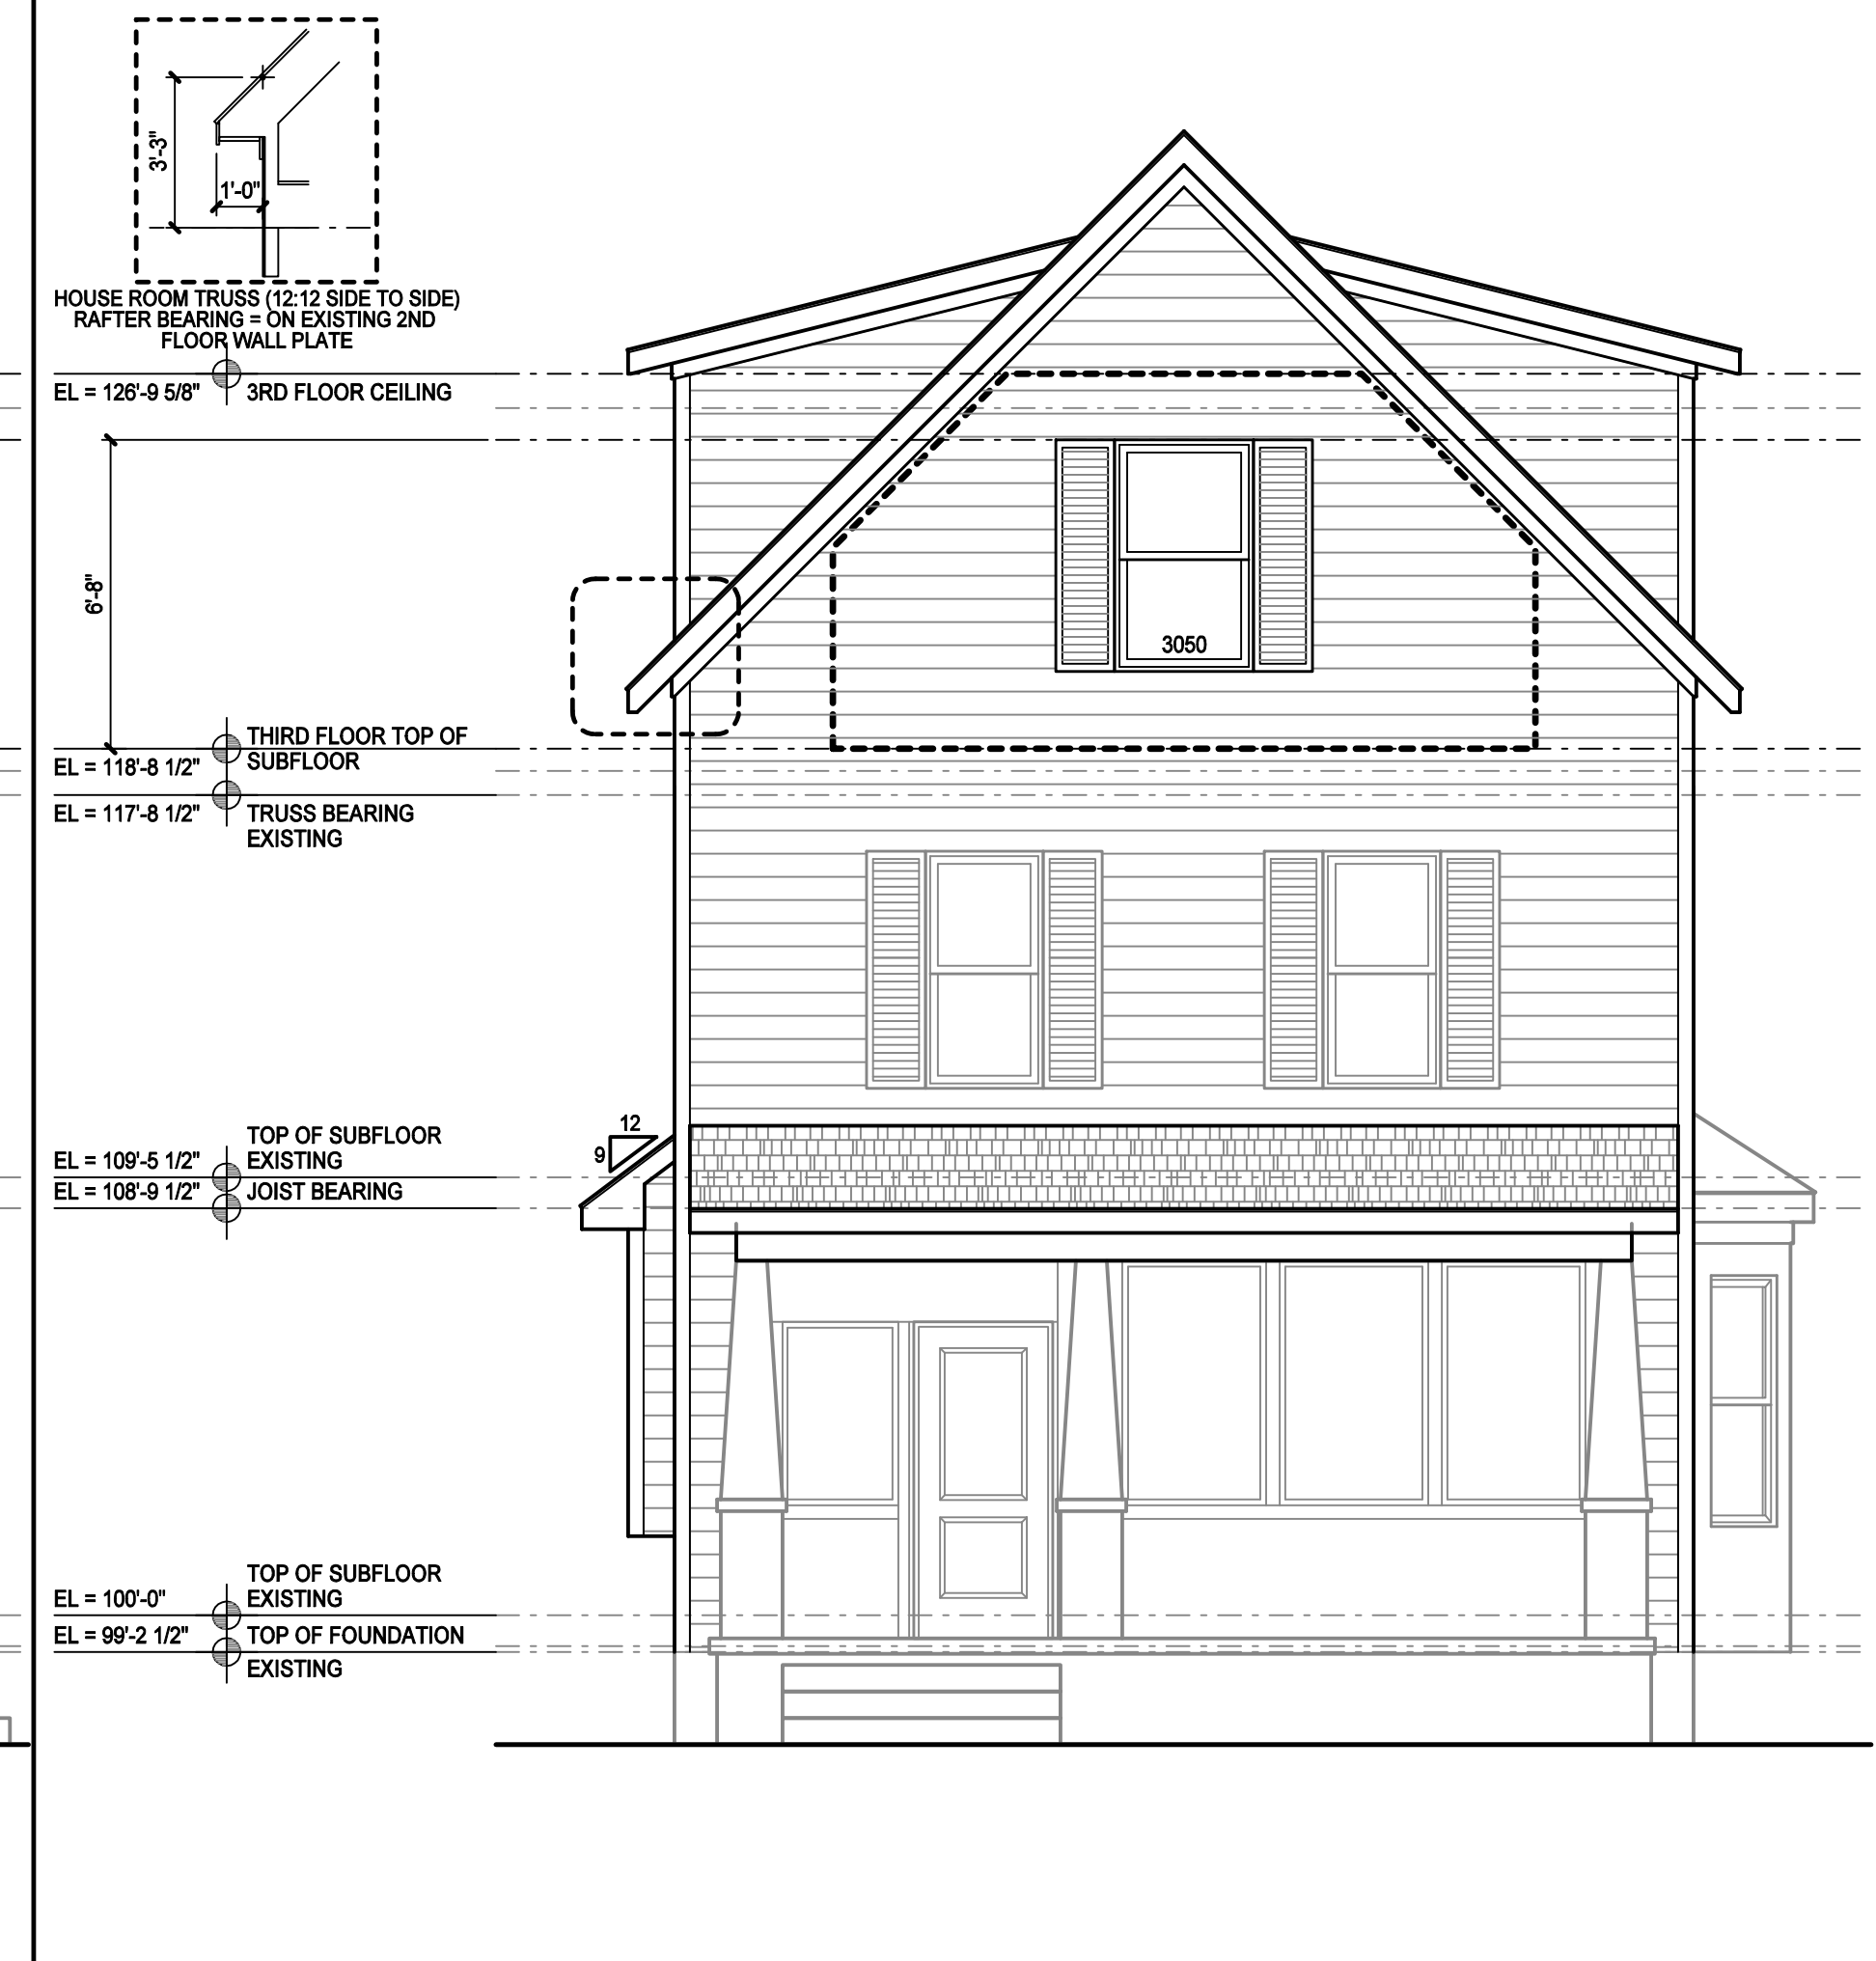 3'-3"
1'-0"
HOUSE ROOM TRUSS (12:12 SIDE TO SIDE)
RAFTER BEARING = ON EXISTING 2ND
FLOOR WALL PLATE
EL = 126'-9 5/8" 3RD FLOOR CEILING
6'-8"
3050
THIRD FLOOR TOP OF
SUBFLOOR
EL = 118'-8 1/2"
EL = 117'-8 1/2" TRUSS BEARING
EXISTING
12
9
TOP OF SUBFLOOR
EL = 109'-5 1/2" EXISTING
EL = 108'-9 1/2" JOIST BEARING
TOP OF SUBFLOOR
EL = 100'-0" EXISTING
EL = 99'-2 1/2" TOP OF FOUNDATION
EXISTING